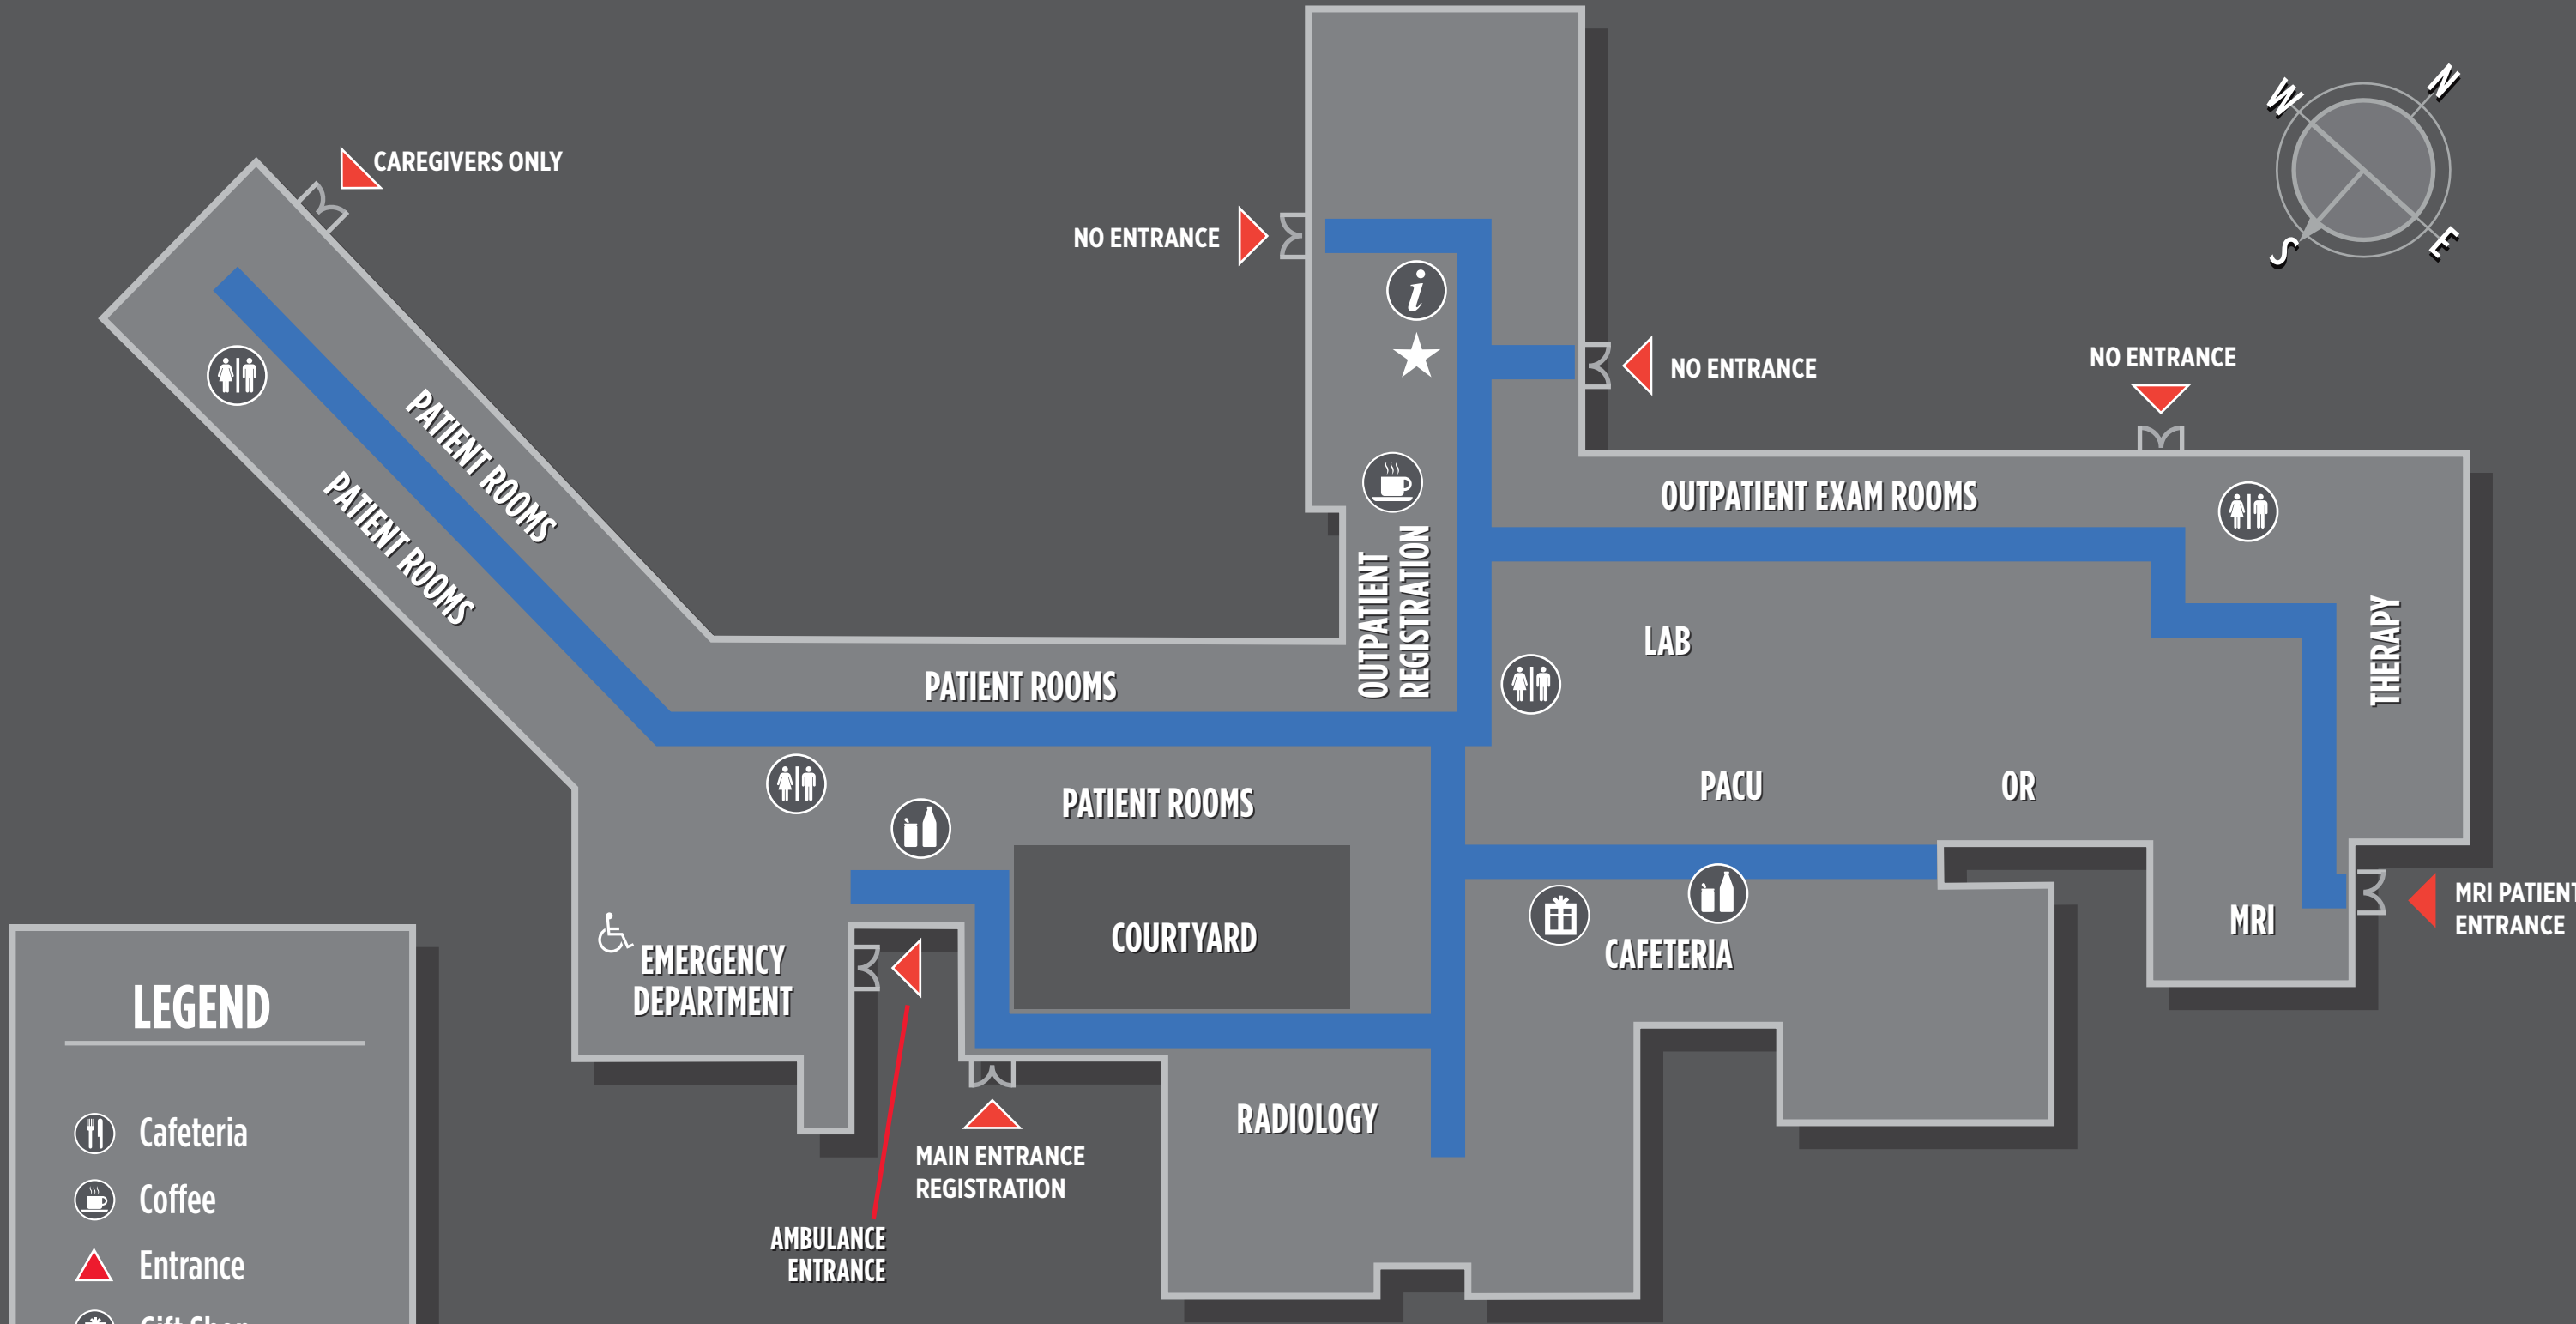 CAREGIVERS ONLY
NO ENTRANCE
NO ENTRANCE
NO ENTRANCE
W
N
S
E
i
PATIENT ROOMS
PATIENT ROOMS
PATIENT ROOMS
PATIENT ROOMS
OUTPATIENT
REGISTRATION
OUTPATIENT EXAM ROOMS
LAB
THERAPY
PACU
OR
COURTYARD
CAFETERIA
MRI
MRI PATIENT
ENTRANCE
EMERGENCY
DEPARTMENT
RADIOLOGY
MAIN ENTRANCE
REGISTRATION
AMBULANCE
ENTRANCE
LEGEND
Cafeteria
Coffee
Entrance
Gift Shop